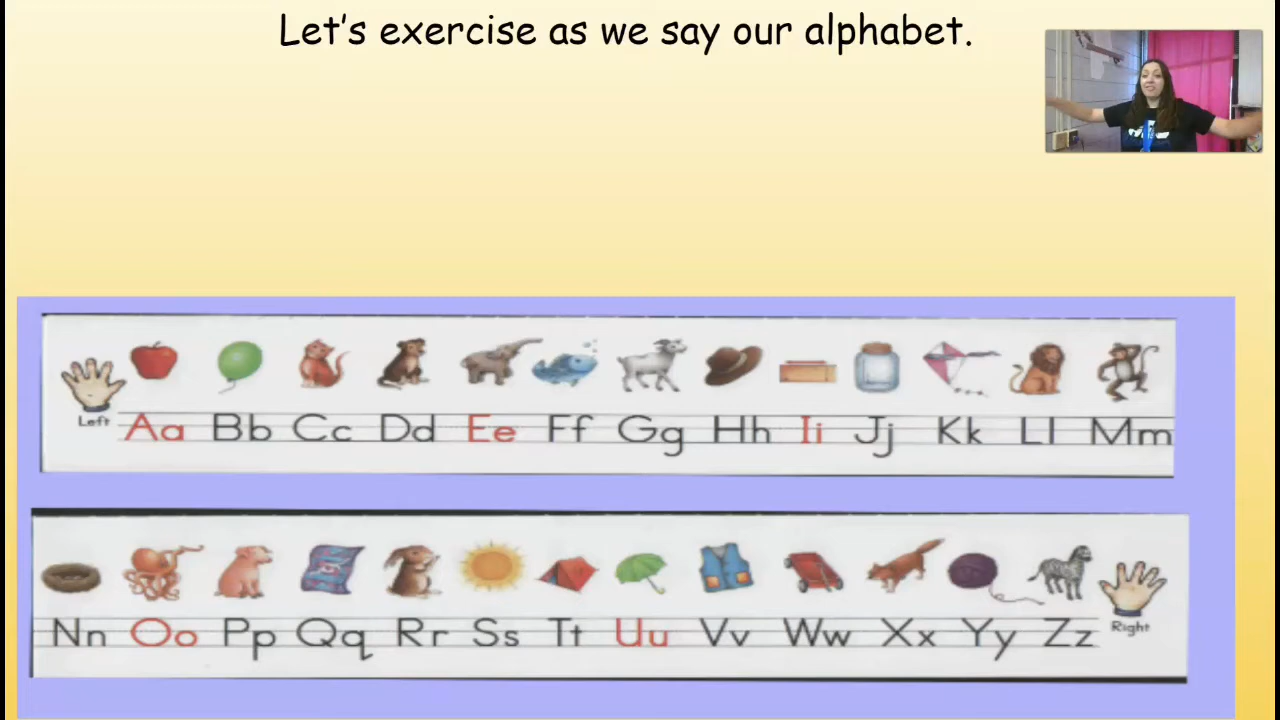 Let's exercise as we say our alphabet.
Left Aa Bb Cc Dd Ee Ff Gg Hh Ii Jj Kk Ll Mm
Nn Oo Pp Qq Rr Ss Tt Uu Vv Ww Xx Yy Zz Right